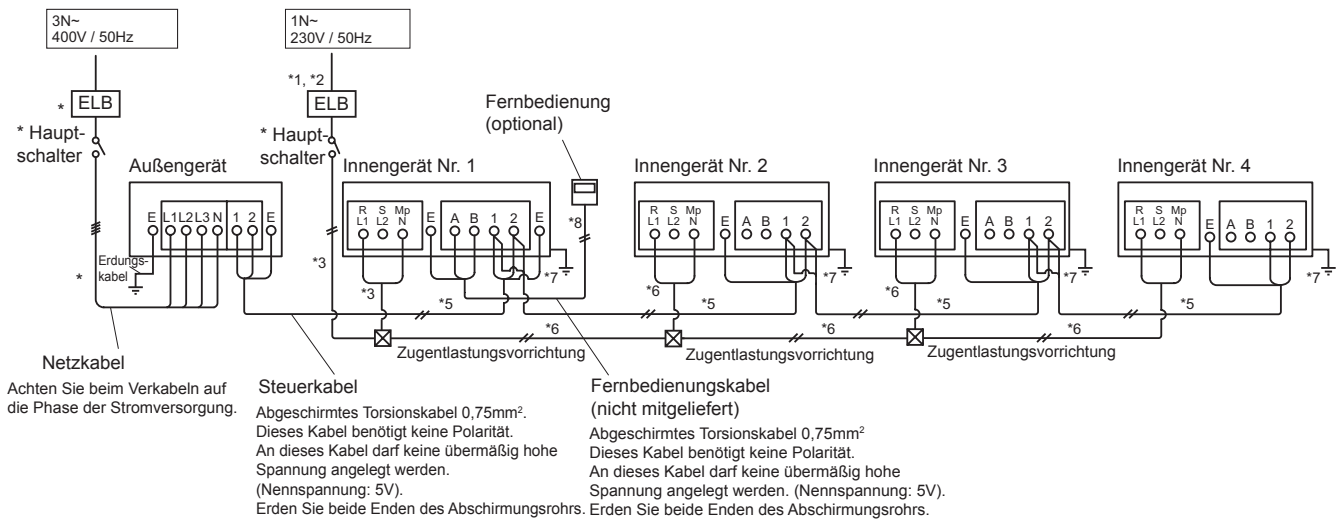 3N~
400V / 50Hz
1N~
230V / 50Hz
*1, *2
* ELB
ELB
Fernbedienung
(optional)
* Haupt-
schalter
* Haupt-
schalter
Außengerät
Innengerät Nr. 1
Innengerät Nr. 2
Innengerät Nr. 3
Innengerät Nr. 4
E L1 L2 L3 N 1 2 E
R S Mp
L1 L2 N
E A B 1 2 E
*8
R S Mp
L1 L2 N
E A B 1 2
R S Mp
L1 L2 N
E A B 1 2
R S Mp
L1 L2 N
E A B 1 2
Erdungs-
kabel
*
*3
*3
*7
*6
*7
*6
*7
*7
*5
*5
*5
*6
*6
*6
Zugentlastungsvorrichtung
Zugentlastungsvorrichtung
Zugentlastungsvorrichtung
Netzkabel
Achten Sie beim Verkabeln auf
die Phase der Stromversorgung.
Steuerkabel
Abgeschirmtes Torsionskabel 0,75mm².
Dieses Kabel benötigt keine Polarität.
An dieses Kabel darf keine übermäßig hohe
Spannung angelegt werden.
(Nennspannung: 5V).
Erden Sie beide Enden des Abschirmungsrohrs.
Fernbedienungskabel
(nicht mitgeliefert)
Abgeschirmtes Torsionskabel 0,75mm²
Dieses Kabel benötigt keine Polarität.
An dieses Kabel darf keine übermäßig hohe
Spannung angelegt werden. (Nennspannung: 5V).
Erden Sie beide Enden des Abschirmungsrohrs.